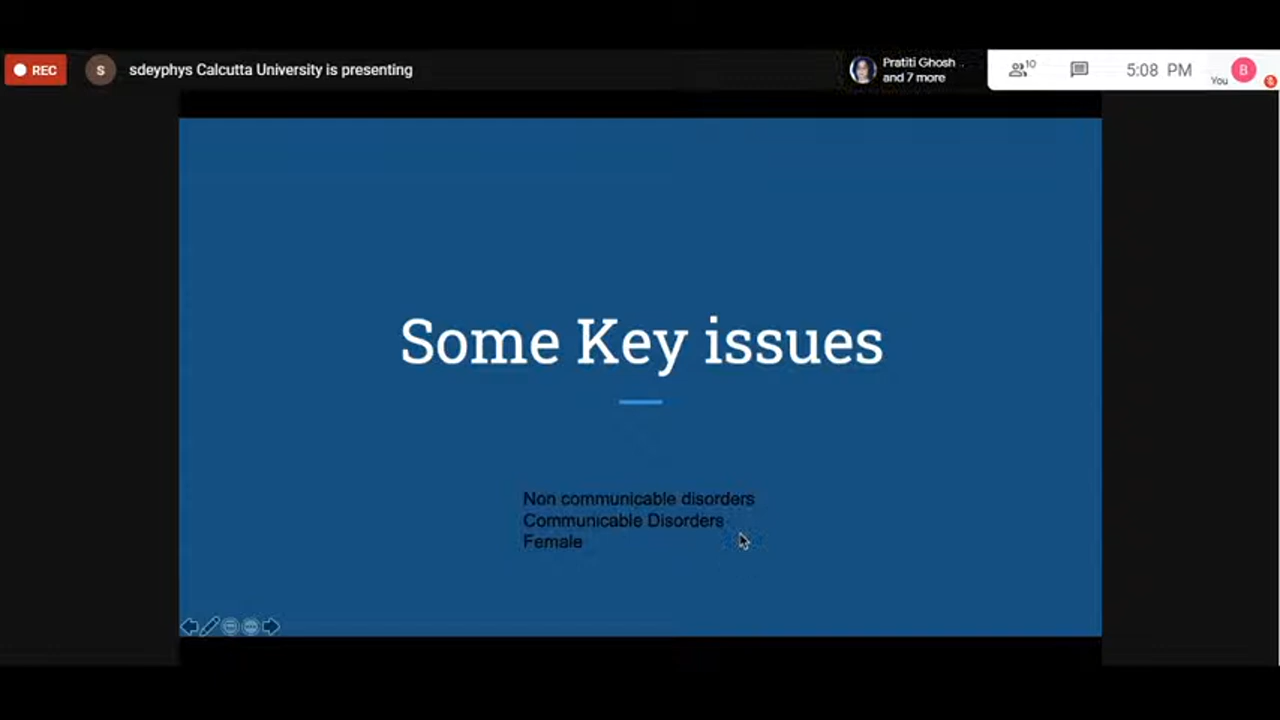 REC
S
sdeyphys Calcutta University is presenting
Pratiti Ghosh
and 7 more
10
5:08 PM
You
B
Some Key issues
Non communicable disorders
Communicable Disorders
Female